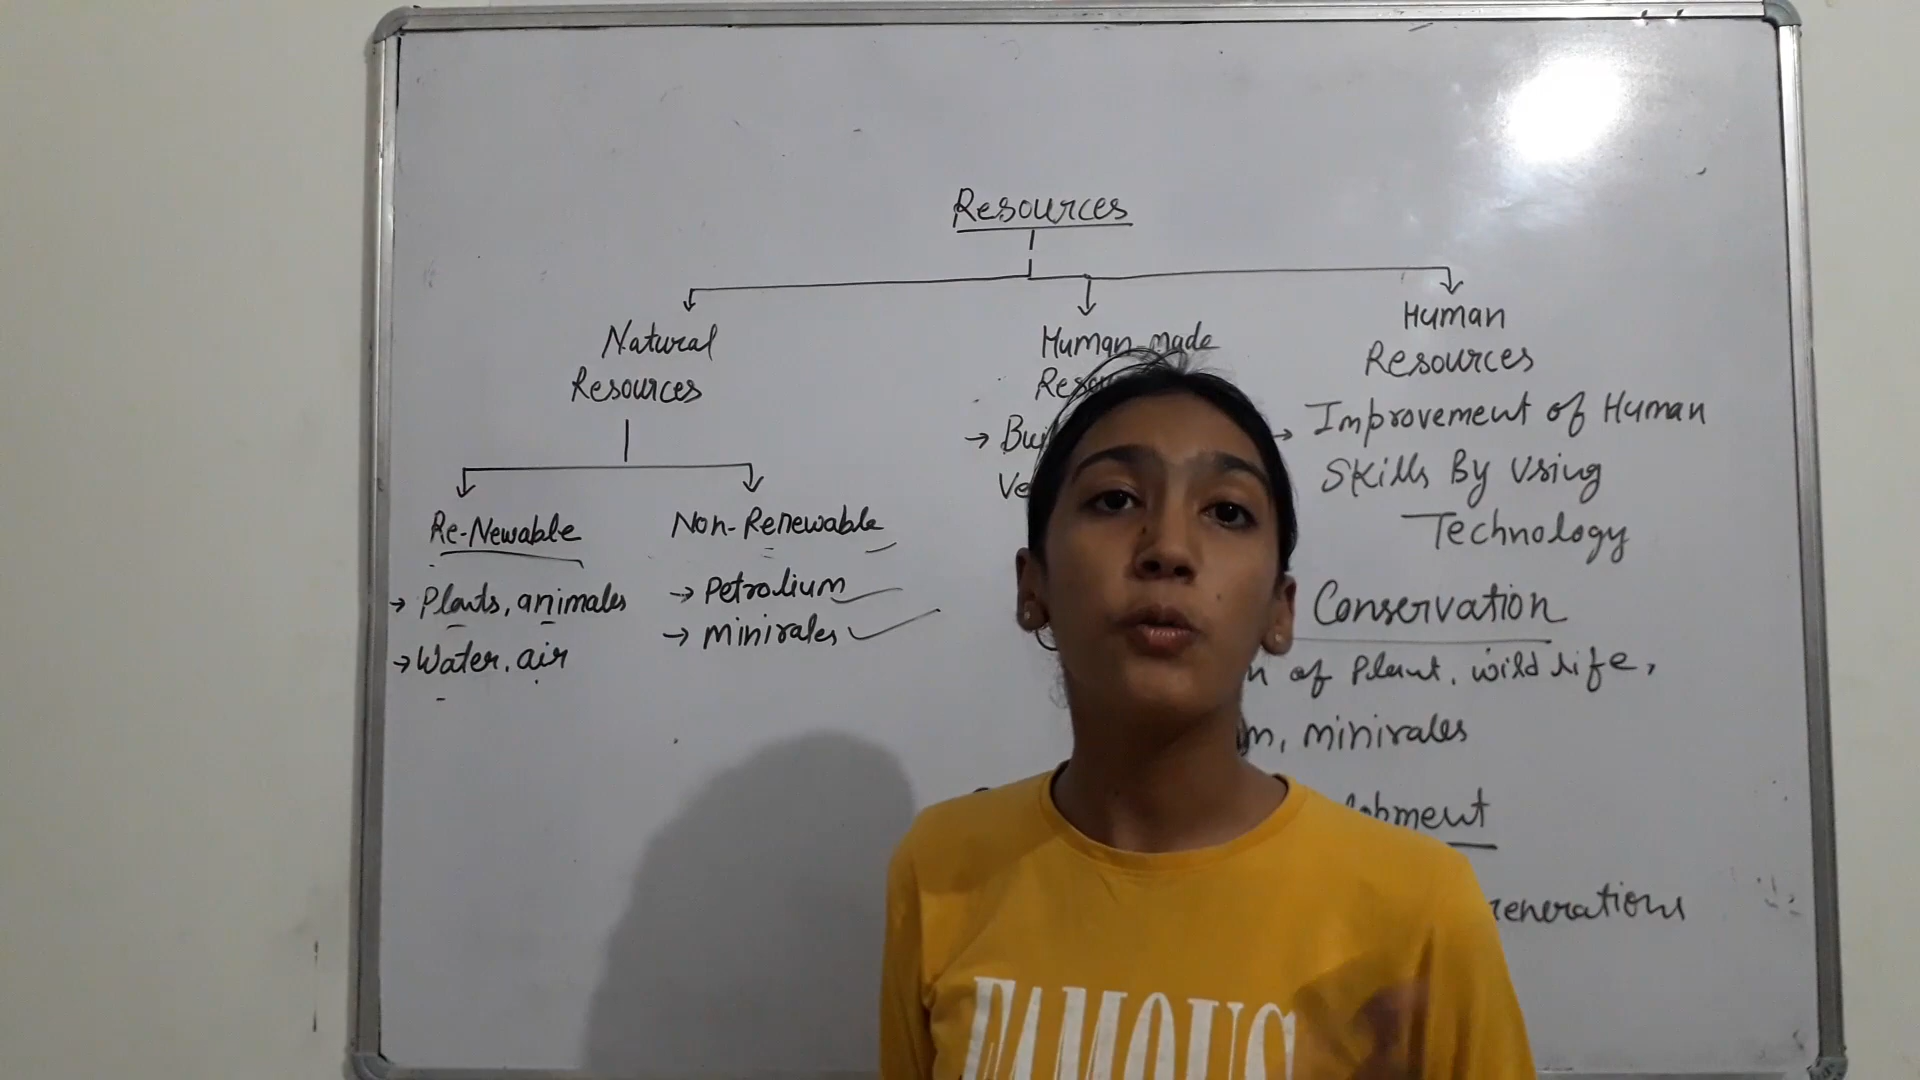 Resources
Natural
Resources
Human-made
Human
Resources
→ Improvement of Human
Skills By Using
Technology
Re-Newable
Non-Renewable
→ Plants, animales
→ Water, air
→ Petrolium
→ minirales
Conservation
of Plant, wild life,
minirales
FAMOUS